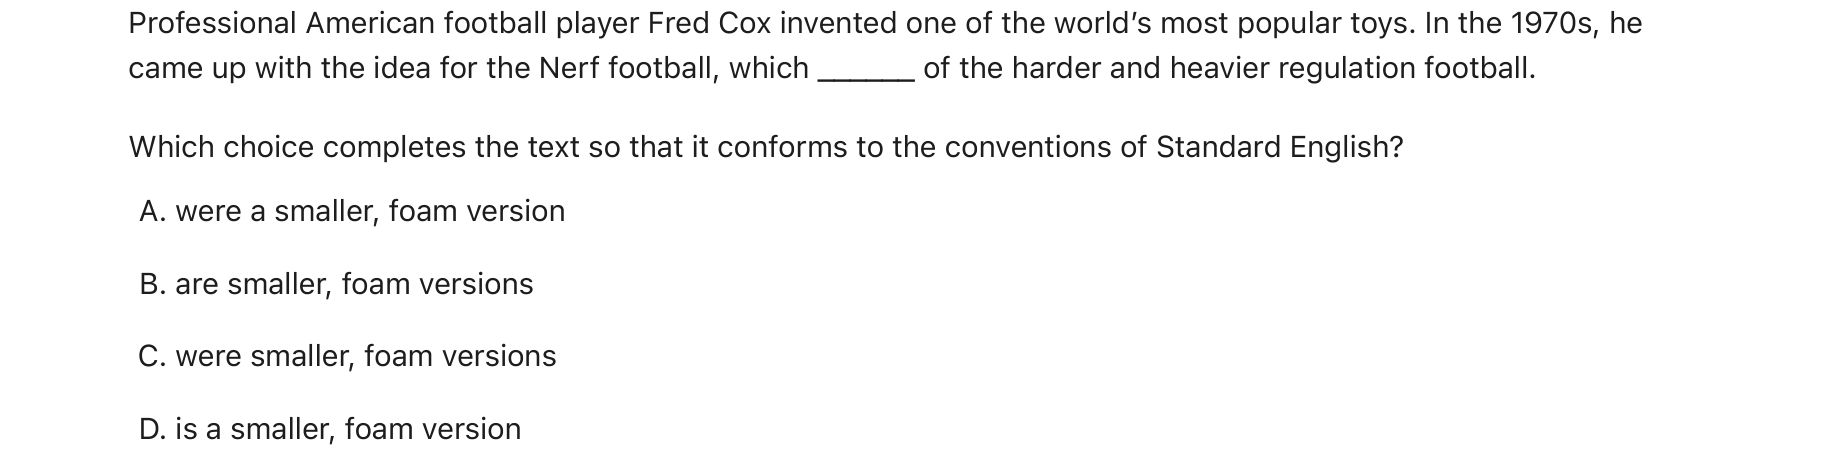 Professional American football player Fred Cox invented one of the world’s most popular toys. In the 1970s, he
came up with the idea for the Nerf football, which ______ of the harder and heavier regulation football.
Which choice completes the text so that it conforms to the conventions of Standard English?
A. were a smaller, foam version
B. are smaller, foam versions
C. were smaller, foam versions
D. is a smaller, foam version